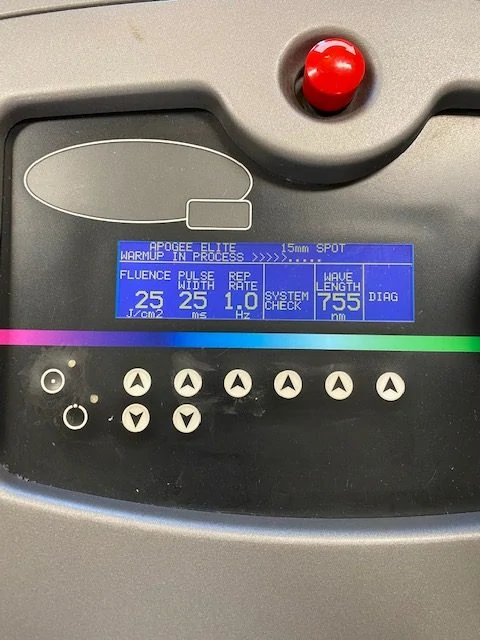 APOGEE ELITE 15mm SPOT
WARMUP IN PROCESS >>>>>>......
FLUENCE PULSE WIDTH REP RATE WAVE LENGTH
25 25 1.0 SYSTEM CHECK 755 DIAG
J/cm2 ms Hz nm